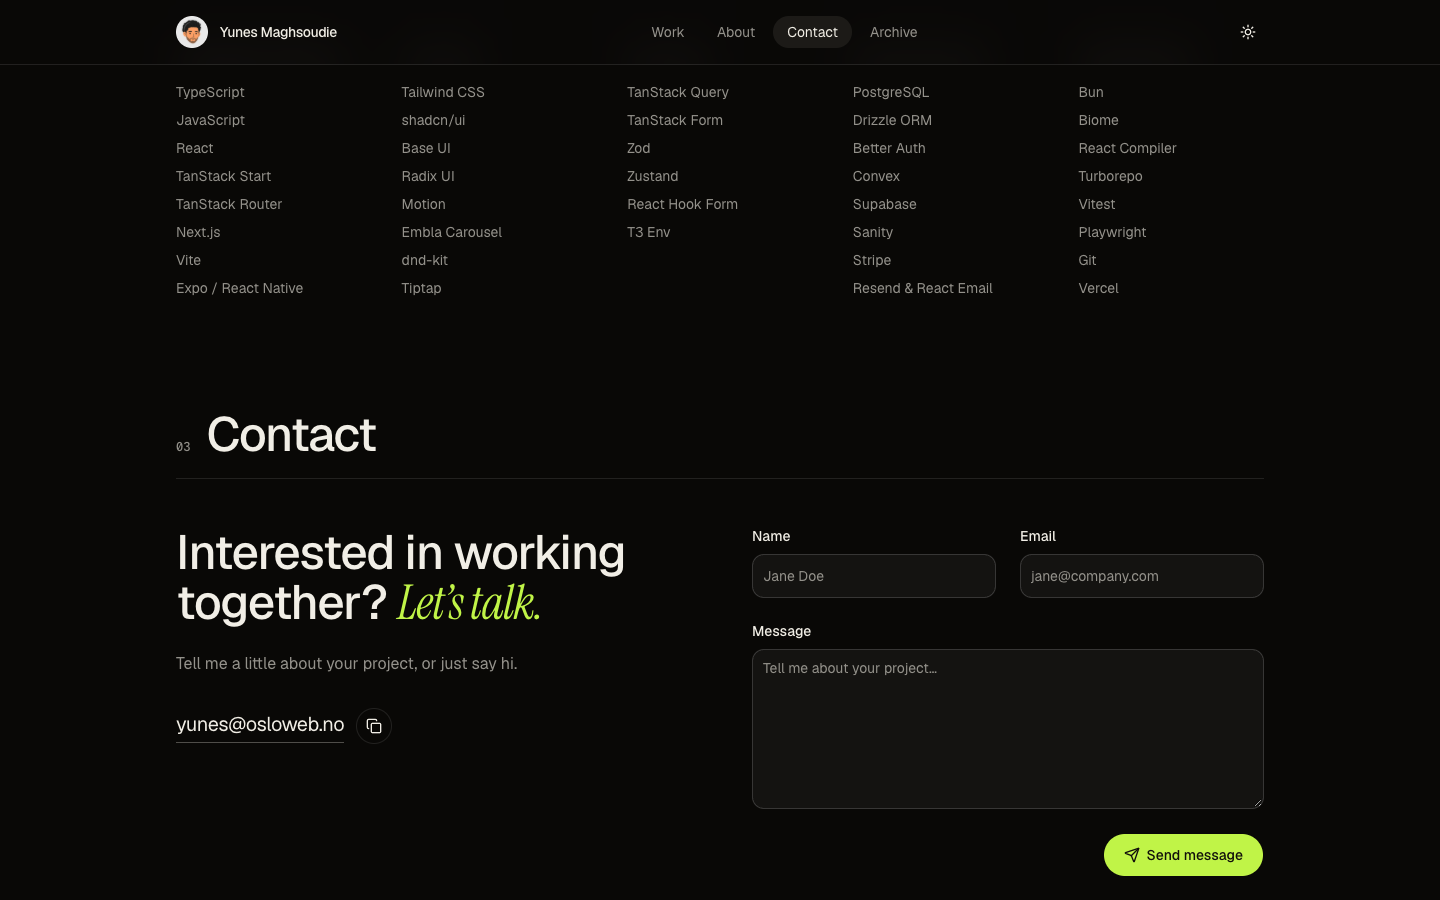 Yunes Maghsoudie
Work
About
Contact
Archive
TypeScript
JavaScript
React
TanStack Start
TanStack Router
Next.js
Vite
Expo / React Native
Tailwind CSS
shadcn/ui
Base UI
Radix UI
Motion
Embla Carousel
dnd-kit
Tiptap
TanStack Query
TanStack Form
Zod
Zustand
React Hook Form
T3 Env
PostgreSQL
Drizzle ORM
Better Auth
Convex
Supabase
Sanity
Stripe
Resend & React Email
Bun
Biome
React Compiler
Turborepo
Vitest
Playwright
Git
Vercel
03 Contact
Interested in working
together? Let’s talk.
Tell me a little about your project, or just say hi.
yunes@osloweb.no
Name
Jane Doe
Email
jane@company.com
Message
Tell me about your project…
Send message